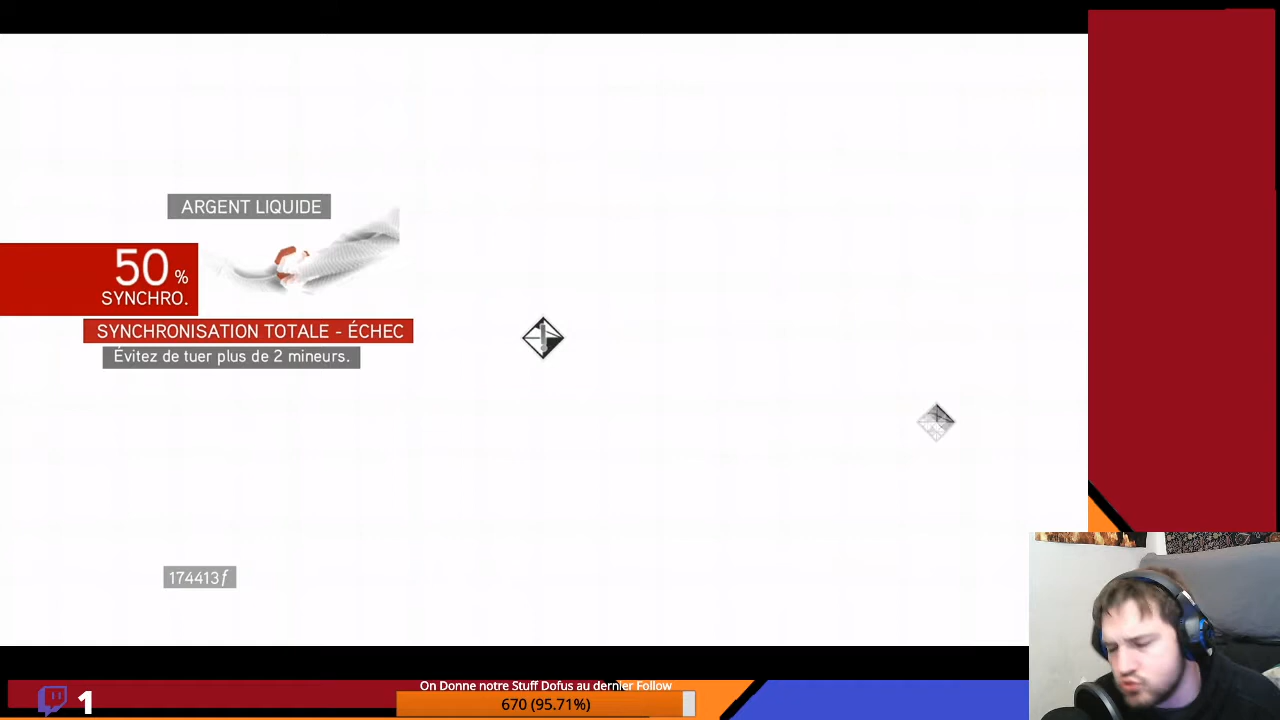 ARGENT LIQUIDE
50 %
SYNCHRO.
SYNCHRONISATION TOTALE - ÉCHEC
Évitez de tuer plus de 2 mineurs.
174413ƒ
1
On Donne notre Stuff Dofus au dernier Follow
670 (95.71%)